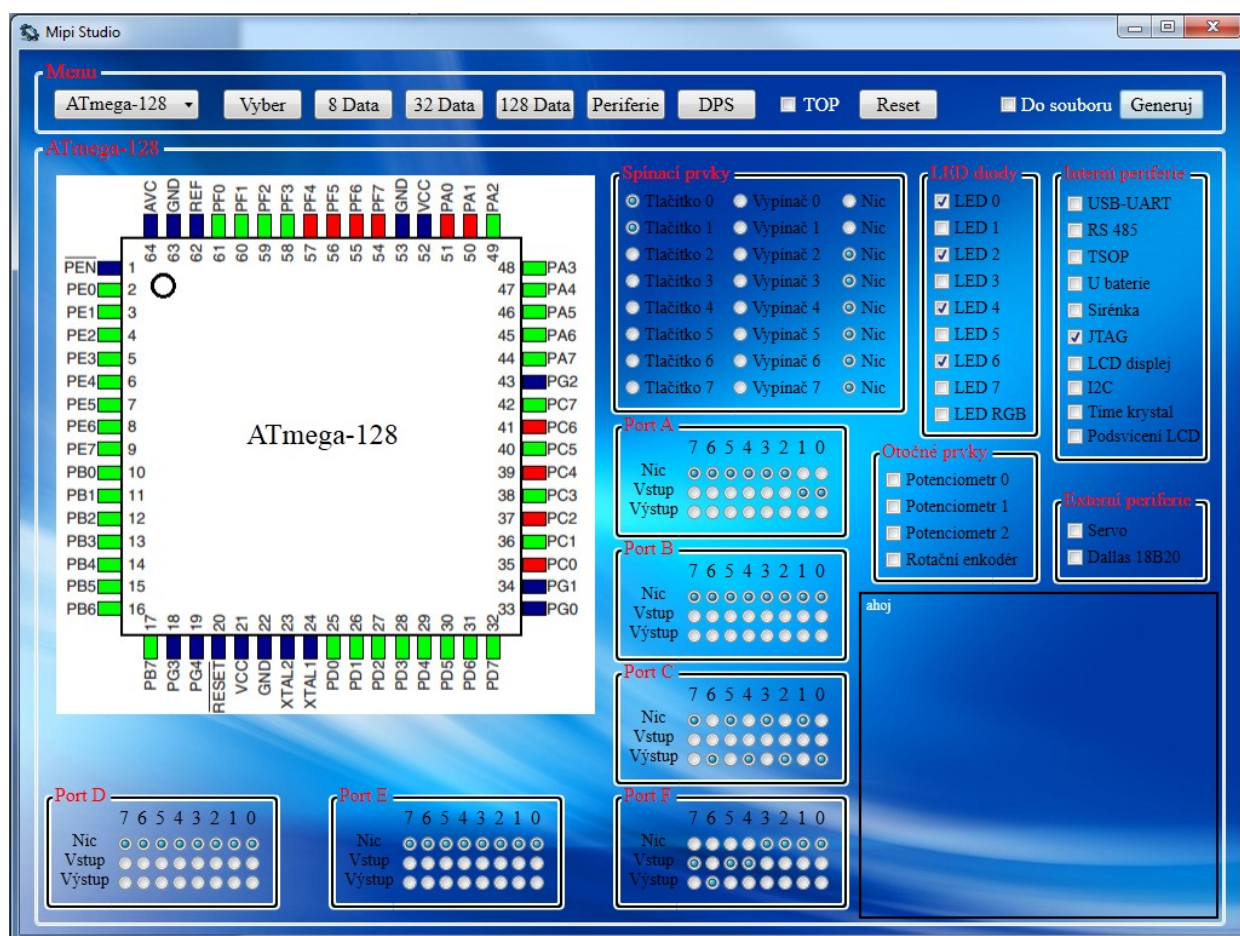 Mipi Studio
Menu
ATmega-128 Vyber 8 Data 32 Data 128 Data Periferie DPS TOP Reset Do souboru Generuj
ATmega-128
AVC GND REF PF0 PF1 PF2 PF3 PF4 PF5 PF6 PF7 GND VCC PA0 PA1 PA2
64 63 62 61 60 59 58 57 56 55 54 53 52 51 50 49
PEN 1 48 PA3
PE0 2 47 PA4
PE1 3 46 PA5
PE2 4 45 PA6
PE3 5 44 PA7
PE4 6 43 PG2
PE5 7 42 PC7
PE6 8 41 PC6
PE7 9 40 PC5
PB0 10 39 PC4
PB1 11 38 PC3
PB2 12 37 PC2
PB3 13 36 PC1
PB4 14 35 PC0
PB5 15 34 PG1
PB6 16 33 PG0
ATmega-128
17 18 19 20 21 22 23 24 25 26 27 28 29 30 31 32
PB7 PG3 PG4 RESET VCC GND XTAL2 XTAL1 PD0 PD1 PD2 PD3 PD4 PD5 PD6 PD7
Spínací prvky
Tlačítko 0 Vypínač 0 Nic
Tlačítko 1 Vypínač 1 Nic
Tlačítko 2 Vypínač 2 Nic
Tlačítko 3 Vypínač 3 Nic
Tlačítko 4 Vypínač 4 Nic
Tlačítko 5 Vypínač 5 Nic
Tlačítko 6 Vypínač 6 Nic
Tlačítko 7 Vypínač 7 Nic
LED diody
LED 0
LED 1
LED 2
LED 3
LED 4
LED 5
LED 6
LED 7
LED RGB
Interní periferie
USB-UART
RS 485
TSOP
U baterie
Sirénka
JTAG
LCD displej
I2C
Time krystal
Podsvícení LCD
Port A
7 6 5 4 3 2 1 0
Nic
Vstup
Výstup
Otočné prvky
Potenciometr 0
Potenciometr 1
Potenciometr 2
Rotační enkodér
Externí periferie
Servo
Dallas 18B20
Port B
7 6 5 4 3 2 1 0
Nic
Vstup
Výstup
ahoj
Port C
7 6 5 4 3 2 1 0
Nic
Vstup
Výstup
Port D
7 6 5 4 3 2 1 0
Nic
Vstup
Výstup
Port E
7 6 5 4 3 2 1 0
Nic
Vstup
Výstup
Port F
7 6 5 4 3 2 1 0
Nic
Vstup
Výstup